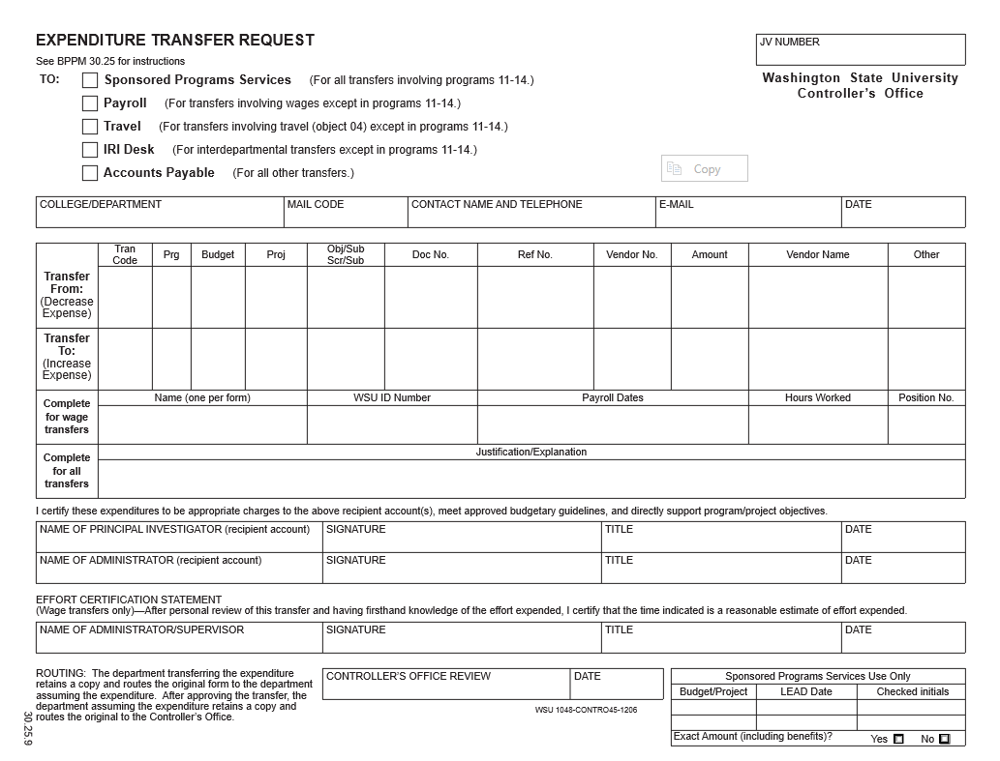 EXPENDITURE TRANSFER REQUEST
See BPPM 30.25 for instructions
JV NUMBER
Washington State University
Controller's Office
TO:
Sponsored Programs Services (For all transfers involving programs 11-14.)
Payroll (For transfers involving wages except in programs 11-14.)
Travel (For transfers involving travel (object 04) except in programs 11-14.)
IRI Desk (For interdepartmental transfers except in programs 11-14.)
Accounts Payable (For all other transfers.)
Copy
COLLEGE/DEPARTMENT MAIL CODE CONTACT NAME AND TELEPHONE E-MAIL DATE
Tran Code Prg Budget Proj Obj/Sub Scr/Sub Doc No. Ref No. Vendor No. Amount Vendor Name Other
Transfer
From:
(Decrease
Expense)
Transfer
To:
(Increase
Expense)
Complete
for wage
transfers
Name (one per form) WSU ID Number Payroll Dates Hours Worked Position No.
Complete
for all
transfers
Justification/Explanation
I certify these expenditures to be appropriate charges to the above recipient account(s), meet approved budgetary guidelines, and directly support program/project objectives.
NAME OF PRINCIPAL INVESTIGATOR (recipient account) SIGNATURE TITLE DATE
NAME OF ADMINISTRATOR (recipient account) SIGNATURE TITLE DATE
EFFORT CERTIFICATION STATEMENT
(Wage transfers only)—After personal review of this transfer and having firsthand knowledge of the effort expended, I certify that the time indicated is a reasonable estimate of effort expended.
NAME OF ADMINISTRATOR/SUPERVISOR SIGNATURE TITLE DATE
ROUTING: The department transferring the expenditure
retains a copy and routes the original form to the department
assuming the expenditure. After approving the transfer, the
department assuming the expenditure retains a copy and
routes the original to the Controller's Office.
CONTROLLER'S OFFICE REVIEW DATE
WSU 1048-CONTRO45-1206
Sponsored Programs Services Use Only
Budget/Project LEAD Date Checked initials
Exact Amount (including benefits)? Yes No
30.25.9